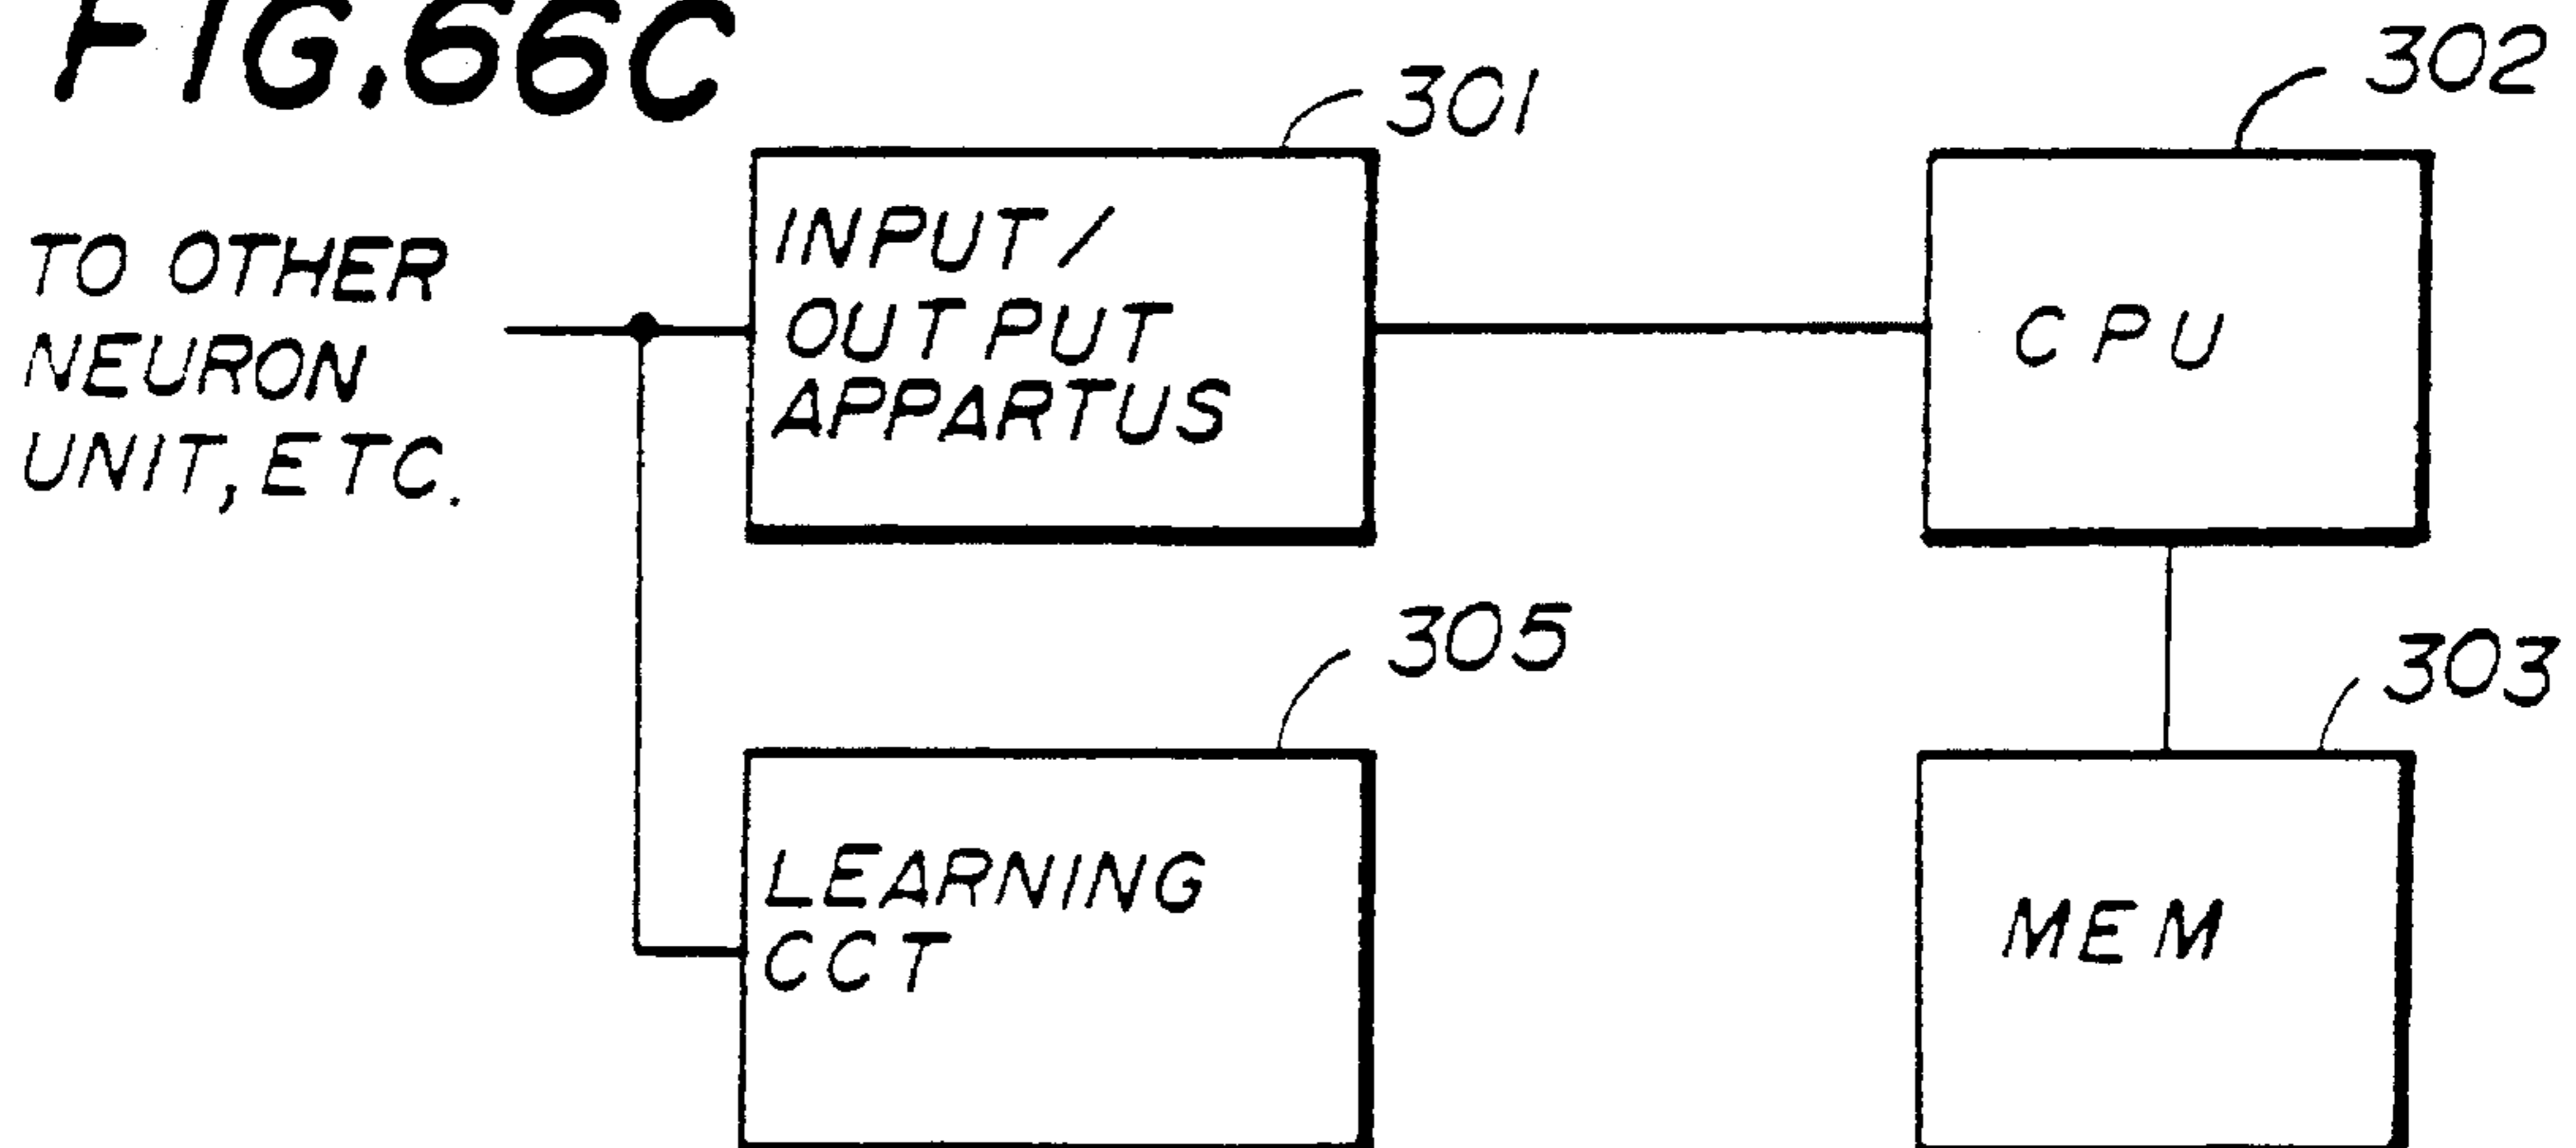 FIG.66C
301
302
TO OTHER
NEURON
UNIT, ETC.
INPUT/
OUTPUT
APPARTUS
CPU
305
303
LEARNING
CCT
MEM